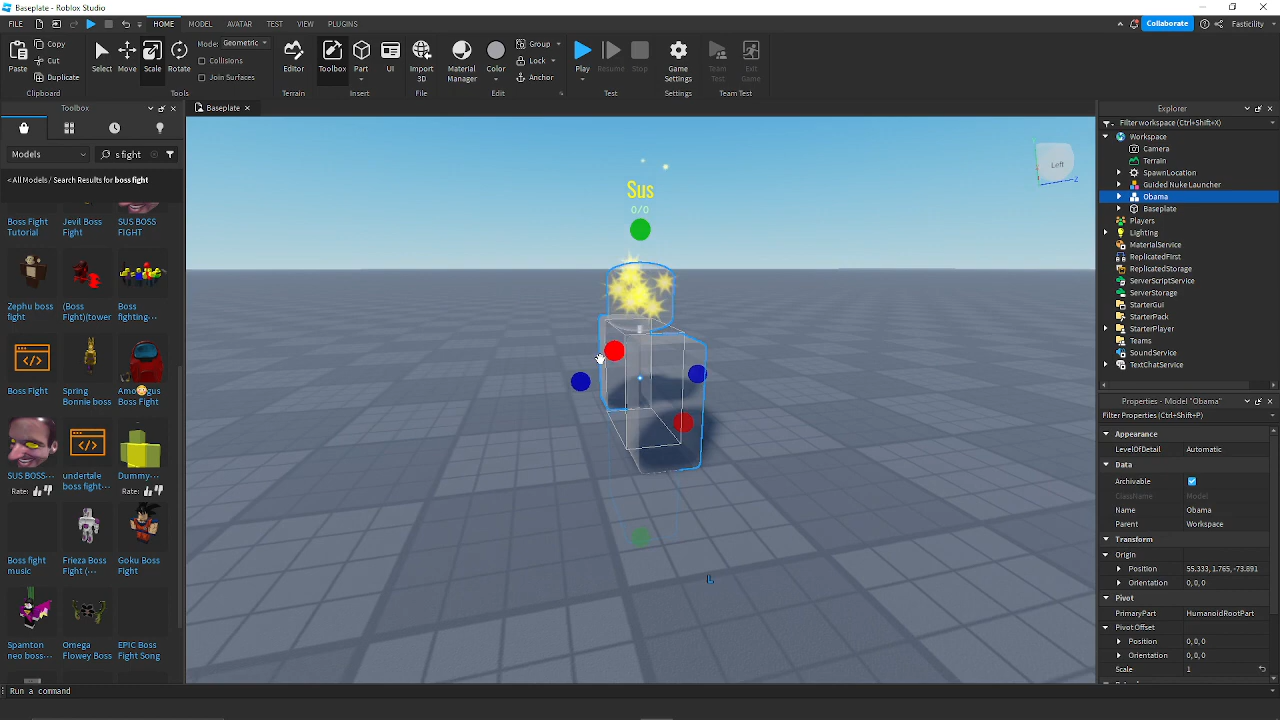 Baseplate - Roblox Studio
FILE HOME MODEL AVATAR TEST VIEW PLUGINS Collaborate Fasticility
Paste Copy Cut Duplicate Select Move Scale Rotate Mode: Geometric Collisions Join Surfaces Editor Toolbox Part UI Import 3D Material Manager Color Group Lock Anchor Play Resume Stop Game Settings Team Test Exit Game
Clipboard Tools Terrain Insert File Edit Test Settings Team Test
Toolbox
Baseplate
Models
s fight
<All Models / Search Results for boss fight
Boss Fight Tutorial
Jevil Boss Fight
SUS BOSS FIGHT
Zephu boss fight
(Boss Fight)(tower
Boss fighting···
Boss Fight
Spring Bonnie boss
Boss Fight
SUS BOSS···
undertale boss fight···
Dummy···
Rate:
Rate:
Boss fight music
Frieza Boss Fight (···
Goku Boss Fight
Spamton neo boss···
Omega Flowey Boss
EPIC Boss Fight Song
Sus
0/0
L
Left
Z
Explorer
Filter workspace (Ctrl+Shift+X)
Workspace
Camera
Terrain
SpawnLocation
Guided Nuke Launcher
Obama
Baseplate
Players
Lighting
MaterialService
ReplicatedFirst
ReplicatedStorage
ServerScriptService
ServerStorage
StarterGui
StarterPack
StarterPlayer
Teams
SoundService
TextChatService
Properties - Model "Obama"
Filter Properties (Ctrl+Shift+P)
Appearance
LevelOfDetail Automatic
Data
Archivable
ClassName Model
Name Obama
Parent Workspace
Transform
Origin
Position 55.333, 1.765, -73.891
Orientation 0, 0, 0
Pivot
PrimaryPart HumanoidRootPart
PivotOffset
Position 0, 0, 0
Orientation 0, 0, 0
Scale 1
Run a command